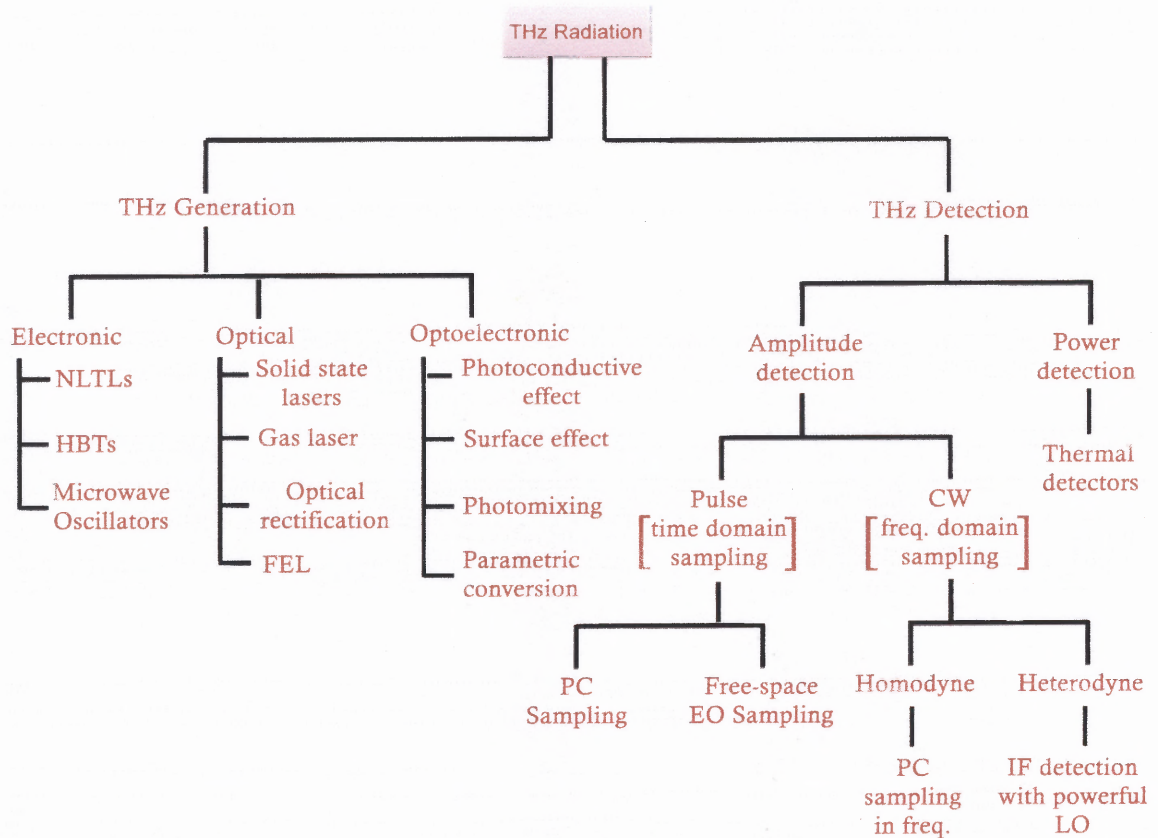 THz Radiation
THz Generation
THz Detection
Electronic
NLTLs
HBTs
Microwave
Oscillators
Optical
Solid state
lasers
Gas laser
Optical
rectification
FEL
Optoelectronic
Photoconductive
effect
Surface effect
Photomixing
Parametric
conversion
Amplitude
detection
Pulse
[time domain
sampling]
PC
Sampling
Free-space
EO Sampling
CW
[freq. domain
sampling]
Homodyne
PC
sampling
in freq.
Heterodyne
IF detection
with powerful
LO
Power
detection
Thermal
detectors